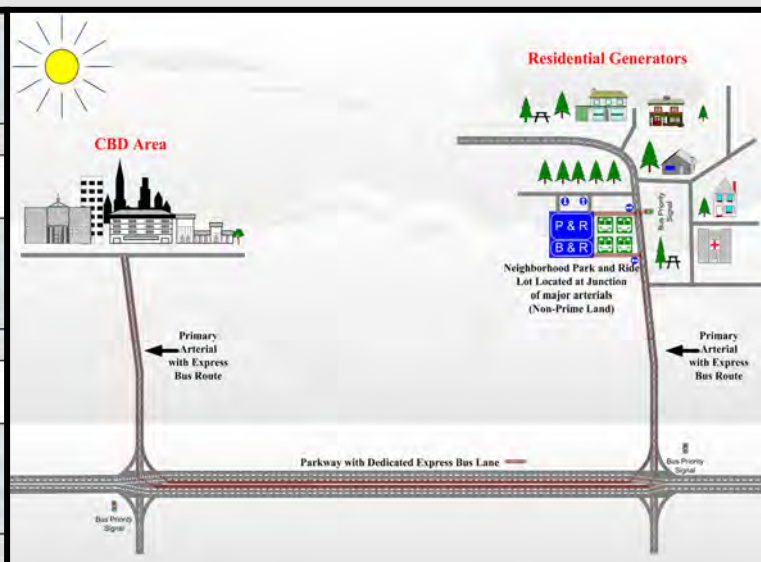 Residential Generators
CBD Area
P & R
B & R
Bus Priority
Signal
Neighborhood Park and Ride
Lot Located at Junction
of major arterials
(Non-Prime Land)
Primary
Arterial
with Express
Bus Route
Primary
Arterial
with Express
Bus Route
Parkway with Dedicated Express Bus Lane
Bus Priority
Signal
Bus Priority
Signal